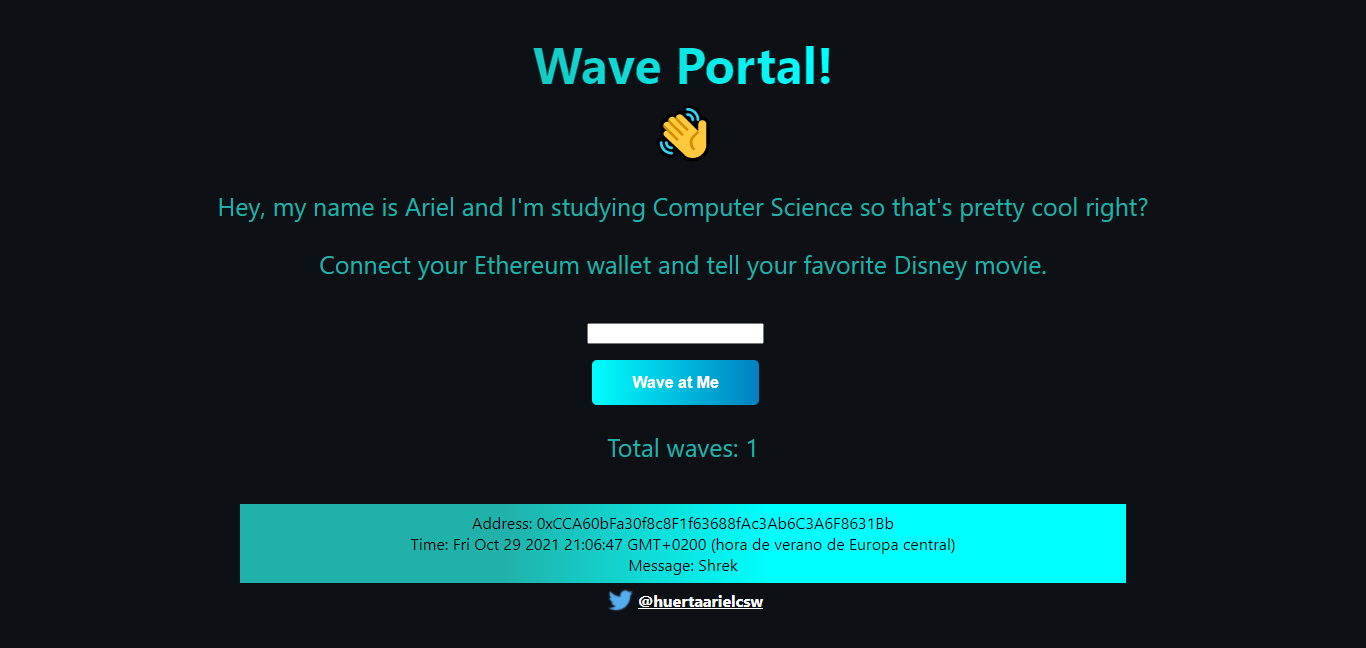 Wave Portal!
Hey, my name is Ariel and I'm studying Computer Science so that's pretty cool right?
Connect your Ethereum wallet and tell your favorite Disney movie.
Wave at Me
Total waves: 1
Address: 0xCCA60bFa30f8c8F1f63688fAc3Ab6C3A6F8631Bb
Time: Fri Oct 29 2021 21:06:47 GMT+0200 (hora de verano de Europa central)
Message: Shrek
@huertaarielcsw